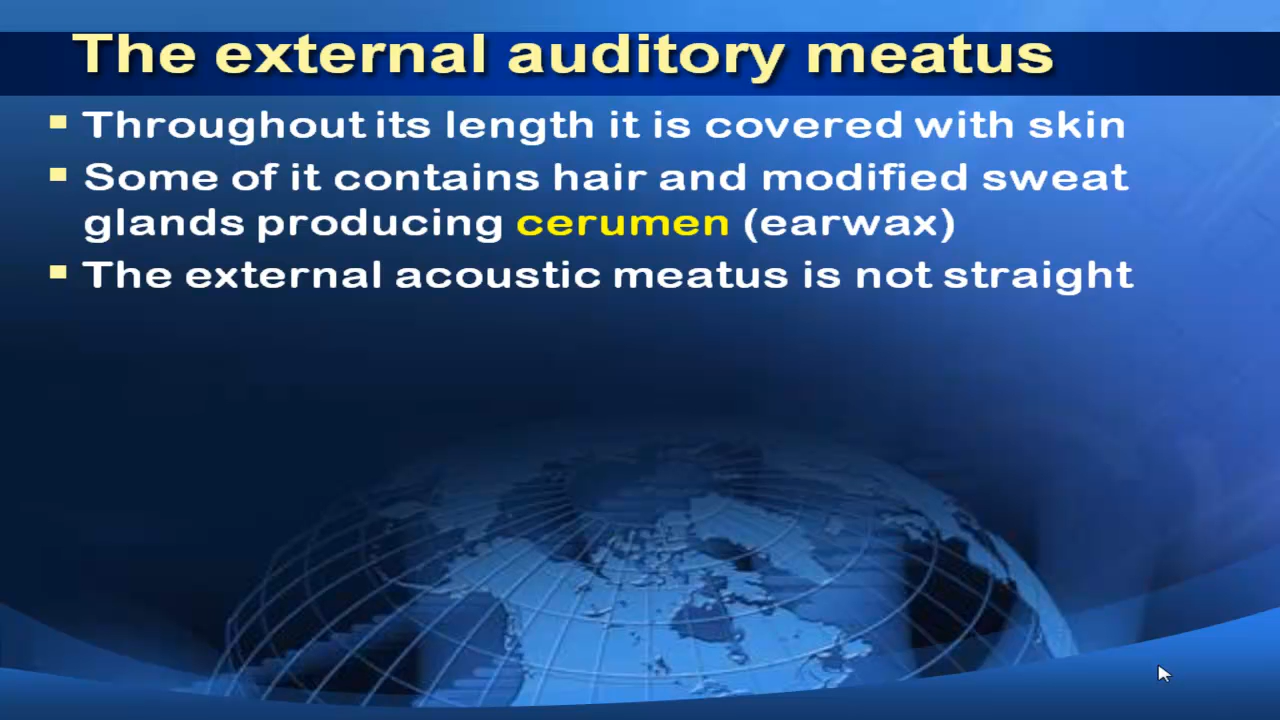 The external auditory meatus
Throughout its length it is covered with skin
Some of it contains hair and modified sweat
glands producing cerumen (earwax)
The external acoustic meatus is not straight